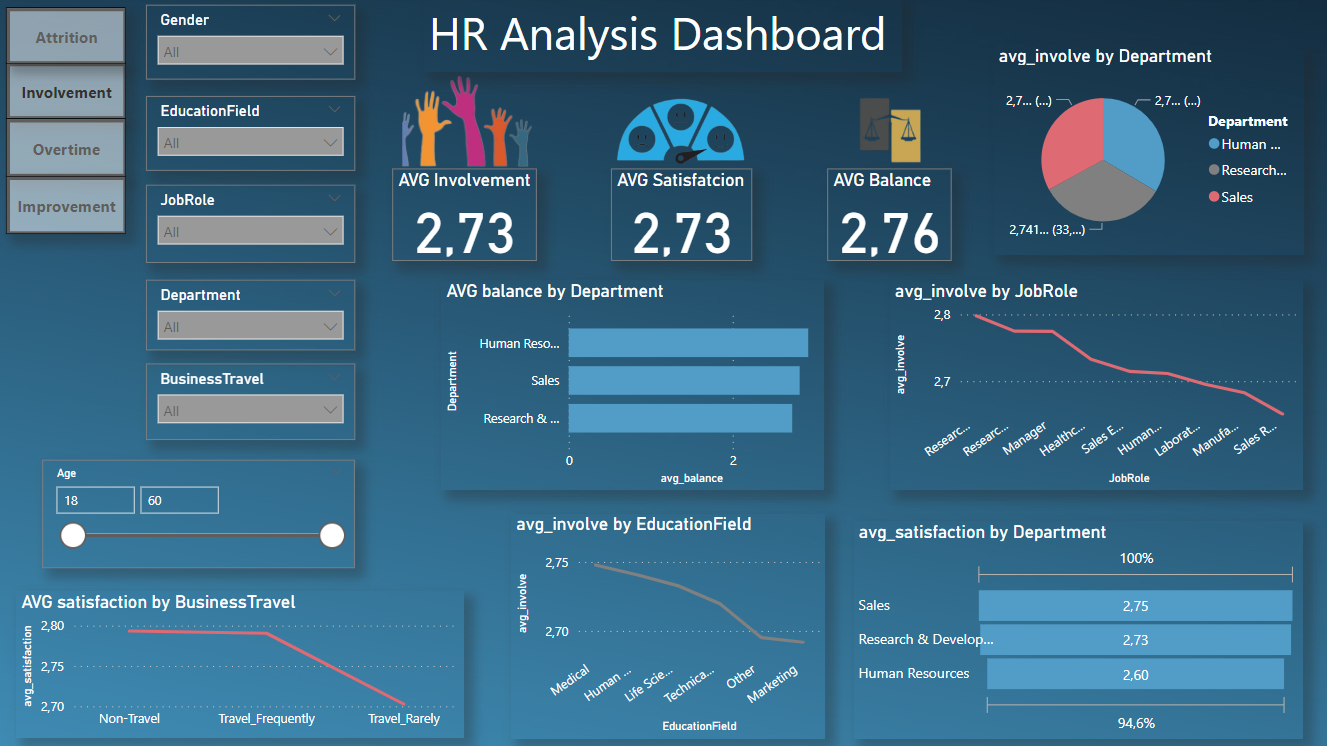 HR Analysis Dashboard
Attrition
Involvement
Overtime
Improvement
Gender
All
EducationField
All
JobRole
All
Department
All
BusinessTravel
All
Age
18
60
AVG Involvement
2,73
AVG Satisfatcion
2,73
AVG Balance
2,76
avg_involve by Department
2,7... (...)
2,7... (...)
2,741... (33,...)
Department
Human ...
Research...
Sales
AVG balance by Department
Department
Human Reso...
Sales
Research & ...
0
2
avg_balance
avg_involve by JobRole
avg_involve
2,8
2,7
Researc...
Researc...
Manager
Healthc...
Sales E...
Human...
Laborat...
Manufa...
Sales R...
JobRole
AVG satisfaction by BusinessTravel
avg_satisfaction
2,80
2,75
2,70
Non-Travel
Travel_Frequently
Travel_Rarely
avg_involve by EducationField
avg_involve
2,75
2,70
Medical
Human ...
Life Scie...
Technica...
Other
Marketing
EducationField
avg_satisfaction by Department
100%
Sales
2,75
Research & Develop...
2,73
Human Resources
2,60
94,6%